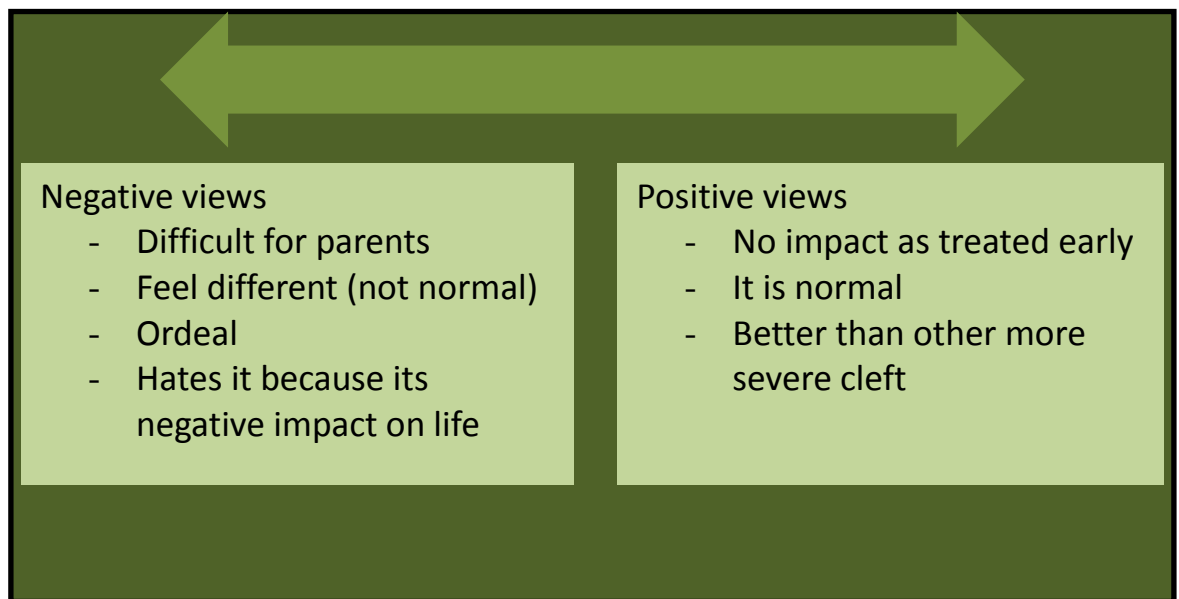 Negative views
- Difficult for parents
- Feel different (not normal)
- Ordeal
- Hates it because its
negative impact on life
Positive views
- No impact as treated early
- It is normal
- Better than other more
severe cleft